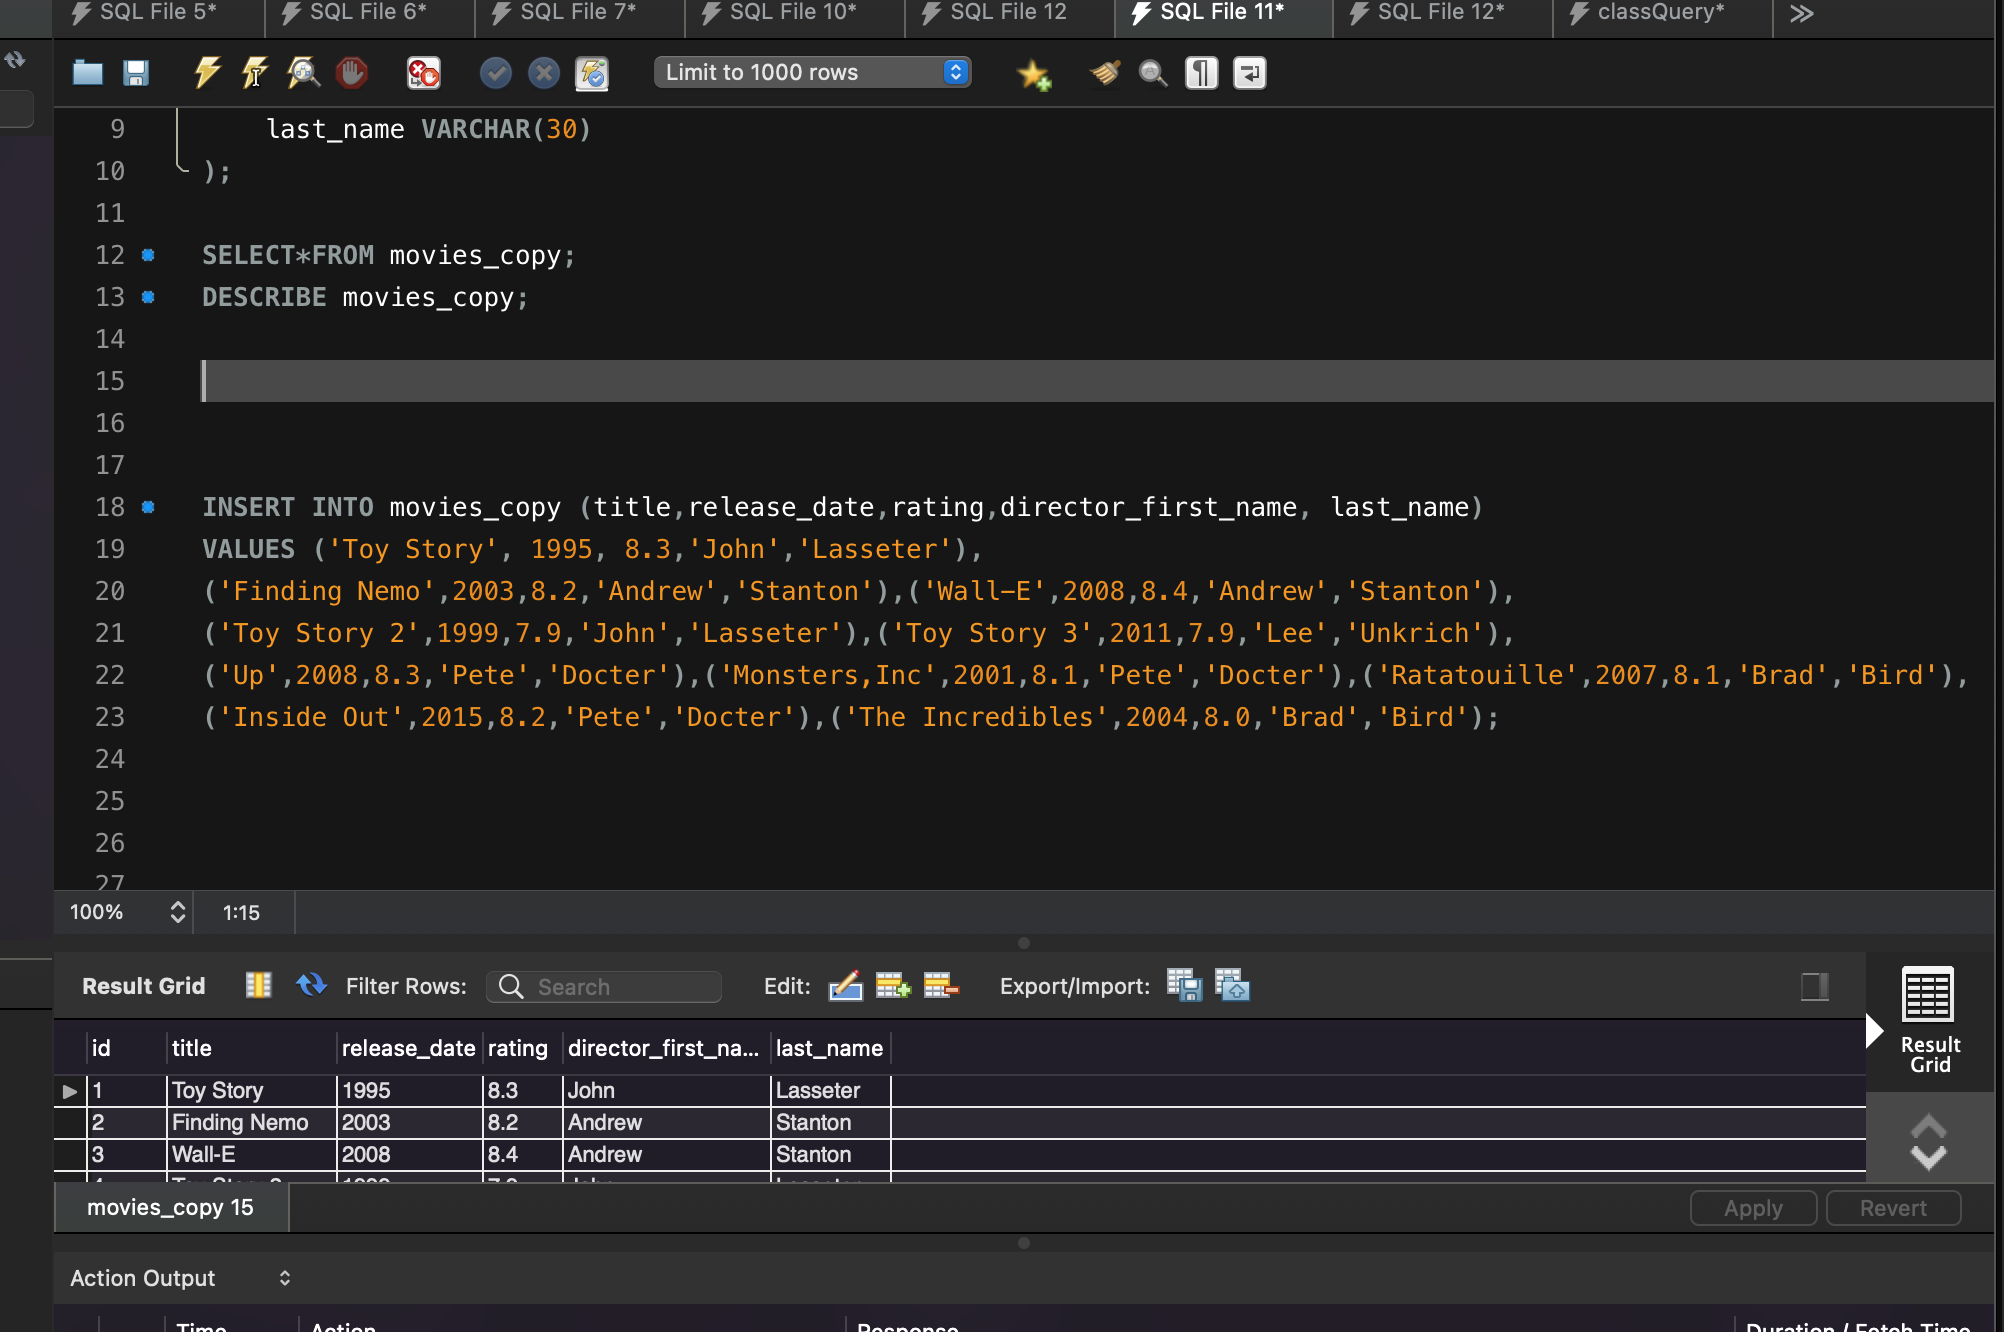 SQL File 5* SQL File 6* SQL File 7* SQL File 10* SQL File 12 SQL File 11* SQL File 12* classQuery*
Limit to 1000 rows
9 last_name VARCHAR(30)
10 );
11
12 SELECT*FROM movies_copy;
13 DESCRIBE movies_copy;
14
15
16
17
18 INSERT INTO movies_copy (title,release_date,rating,director_first_name, last_name)
19 VALUES ('Toy Story', 1995, 8.3,'John','Lasseter'),
20 ('Finding Nemo',2003,8.2,'Andrew','Stanton'),('Wall-E',2008,8.4,'Andrew','Stanton'),
21 ('Toy Story 2',1999,7.9,'John','Lasseter'),('Toy Story 3',2011,7.9,'Lee','Unkrich'),
22 ('Up',2008,8.3,'Pete','Docter'),('Monsters,Inc',2001,8.1,'Pete','Docter'),('Ratatouille',2007,8.1,'Brad','Bird'),
23 ('Inside Out',2015,8.2,'Pete','Docter'),('The Incredibles',2004,8.0,'Brad','Bird');
24
25
26
27
100% 1:15
Result Grid Filter Rows: Search Edit: Export/Import:
id title release_date rating director_first_na... last_name
1 Toy Story 1995 8.3 John Lasseter
2 Finding Nemo 2003 8.2 Andrew Stanton
3 Wall-E 2008 8.4 Andrew Stanton
Result
Grid
movies_copy 15 Apply Revert
Action Output
Time Action Response Duration / Fetch Time